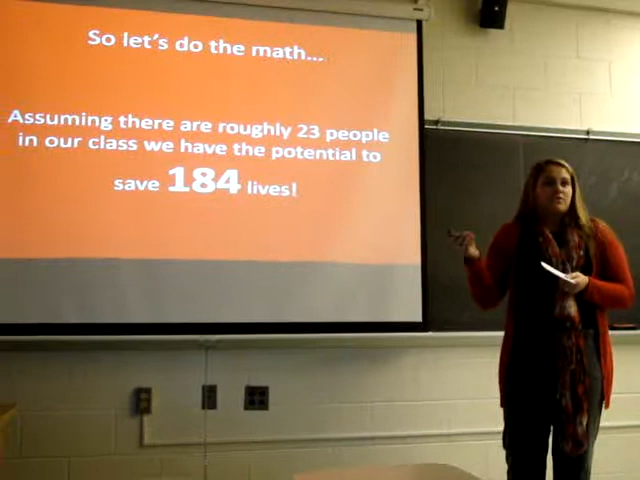 So let's do the math...
Assuming there are roughly 23 people
in our class we have the potential to
save 184 lives!